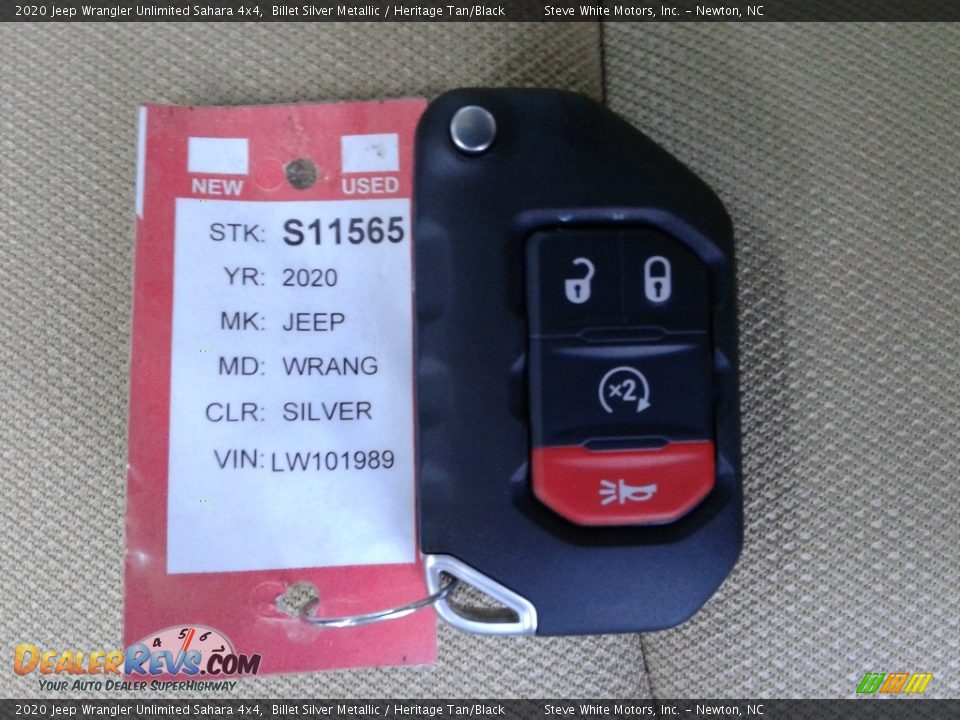 2020 Jeep Wrangler Unlimited Sahara 4x4, Billet Silver Metallic / Heritage Tan/Black Steve White Motors, Inc. - Newton, NC
NEW USED
STK: S11565
YR: 2020
MK: JEEP
MD: WRANG
CLR: SILVER
VIN: LW101989
×2
4 5 6
DEALERREVS.COM
YOUR AUTO DEALER SUPERHIGHWAY
2020 Jeep Wrangler Unlimited Sahara 4x4, Billet Silver Metallic / Heritage Tan/Black Steve White Motors, Inc. - Newton, NC